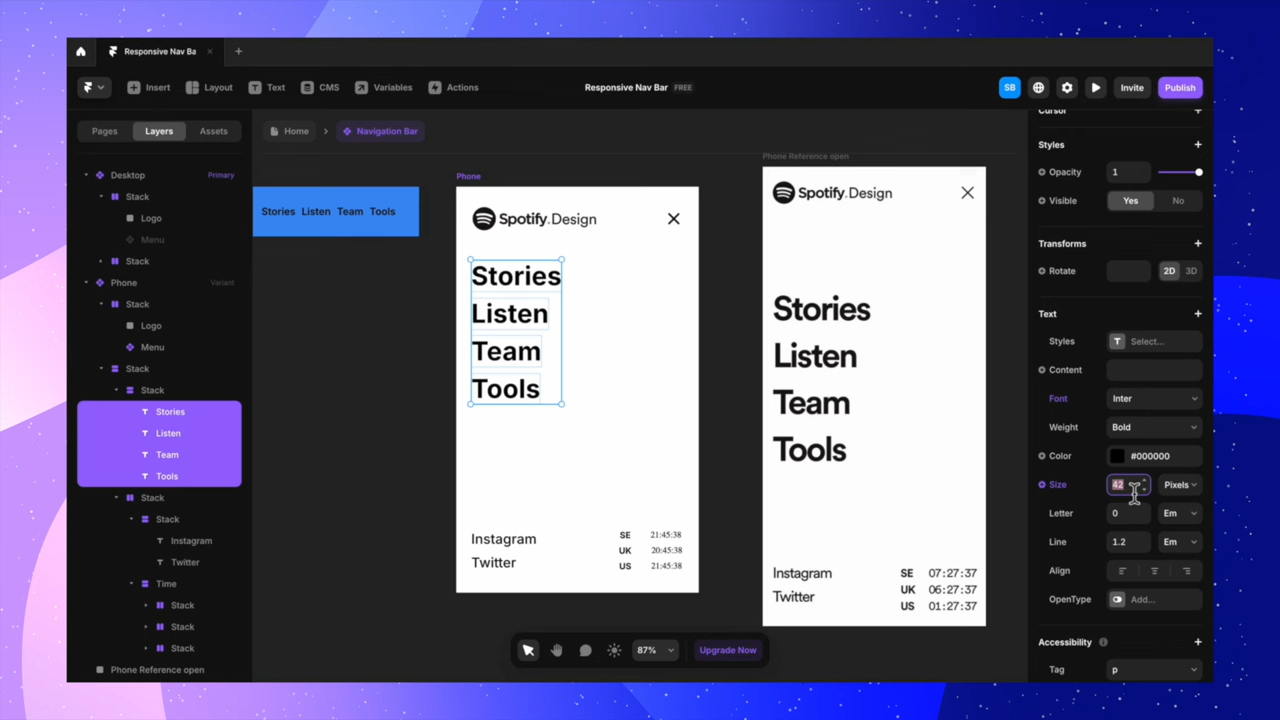 Responsive Nav Ba
Insert Layout Text CMS Variables Actions
Responsive Nav Bar FREE
SB Invite Publish
Pages Layers Assets
Desktop Primary
Stack
Logo
Menu
Stack
Phone Variant
Stack
Logo
Menu
Stack
Stack
Stories
Listen
Team
Tools
Stack
Stack
Instagram
Twitter
Time
Stack
Stack
Stack
Phone Reference open
Home › Navigation Bar
Stories Listen Team Tools
Phone
Spotify.Design
Stories
Listen
Team
Tools
Instagram
Twitter
SE 21:45:38
UK 20:45:38
US 21:45:38
Phone Reference open
Spotify.Design
Stories
Listen
Team
Tools
Instagram
Twitter
SE 07:27:37
UK 06:27:37
US 01:27:37
87% Upgrade Now
Cursor
Styles
Opacity 1
Visible Yes No
Transforms
Rotate 2D 3D
Text
Styles T Select...
Content
Font Inter
Weight Bold
Color #000000
Size 42 Pixels
Letter 0 Em
Line 1.2 Em
Align
OpenType Add...
Accessibility
Tag p